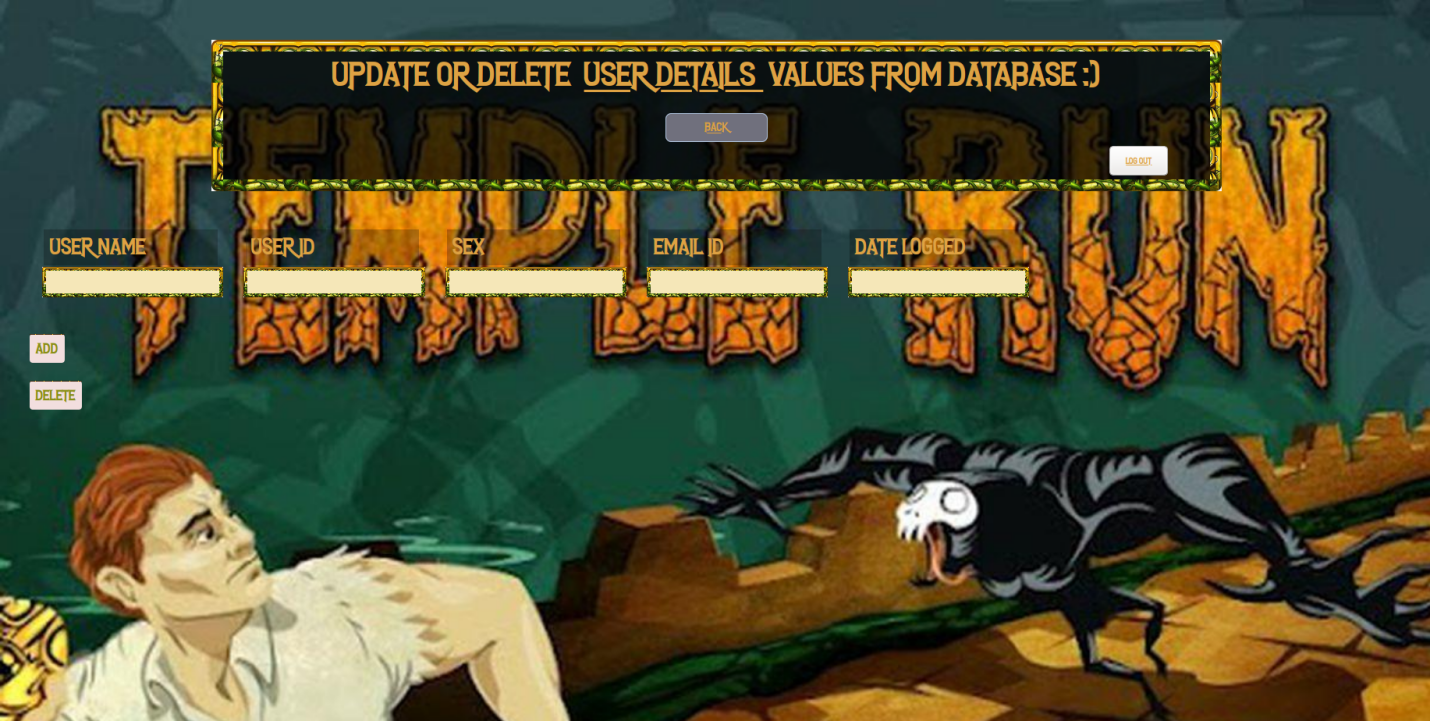 UPDATE OR DELETE USER DETAILS VALUES FROM DATABASE :)
BACK
LOG OUT
TEMPLE RUN
USER NAME USER ID SEX EMAIL ID DATE LOGGED
ADD
DELETE